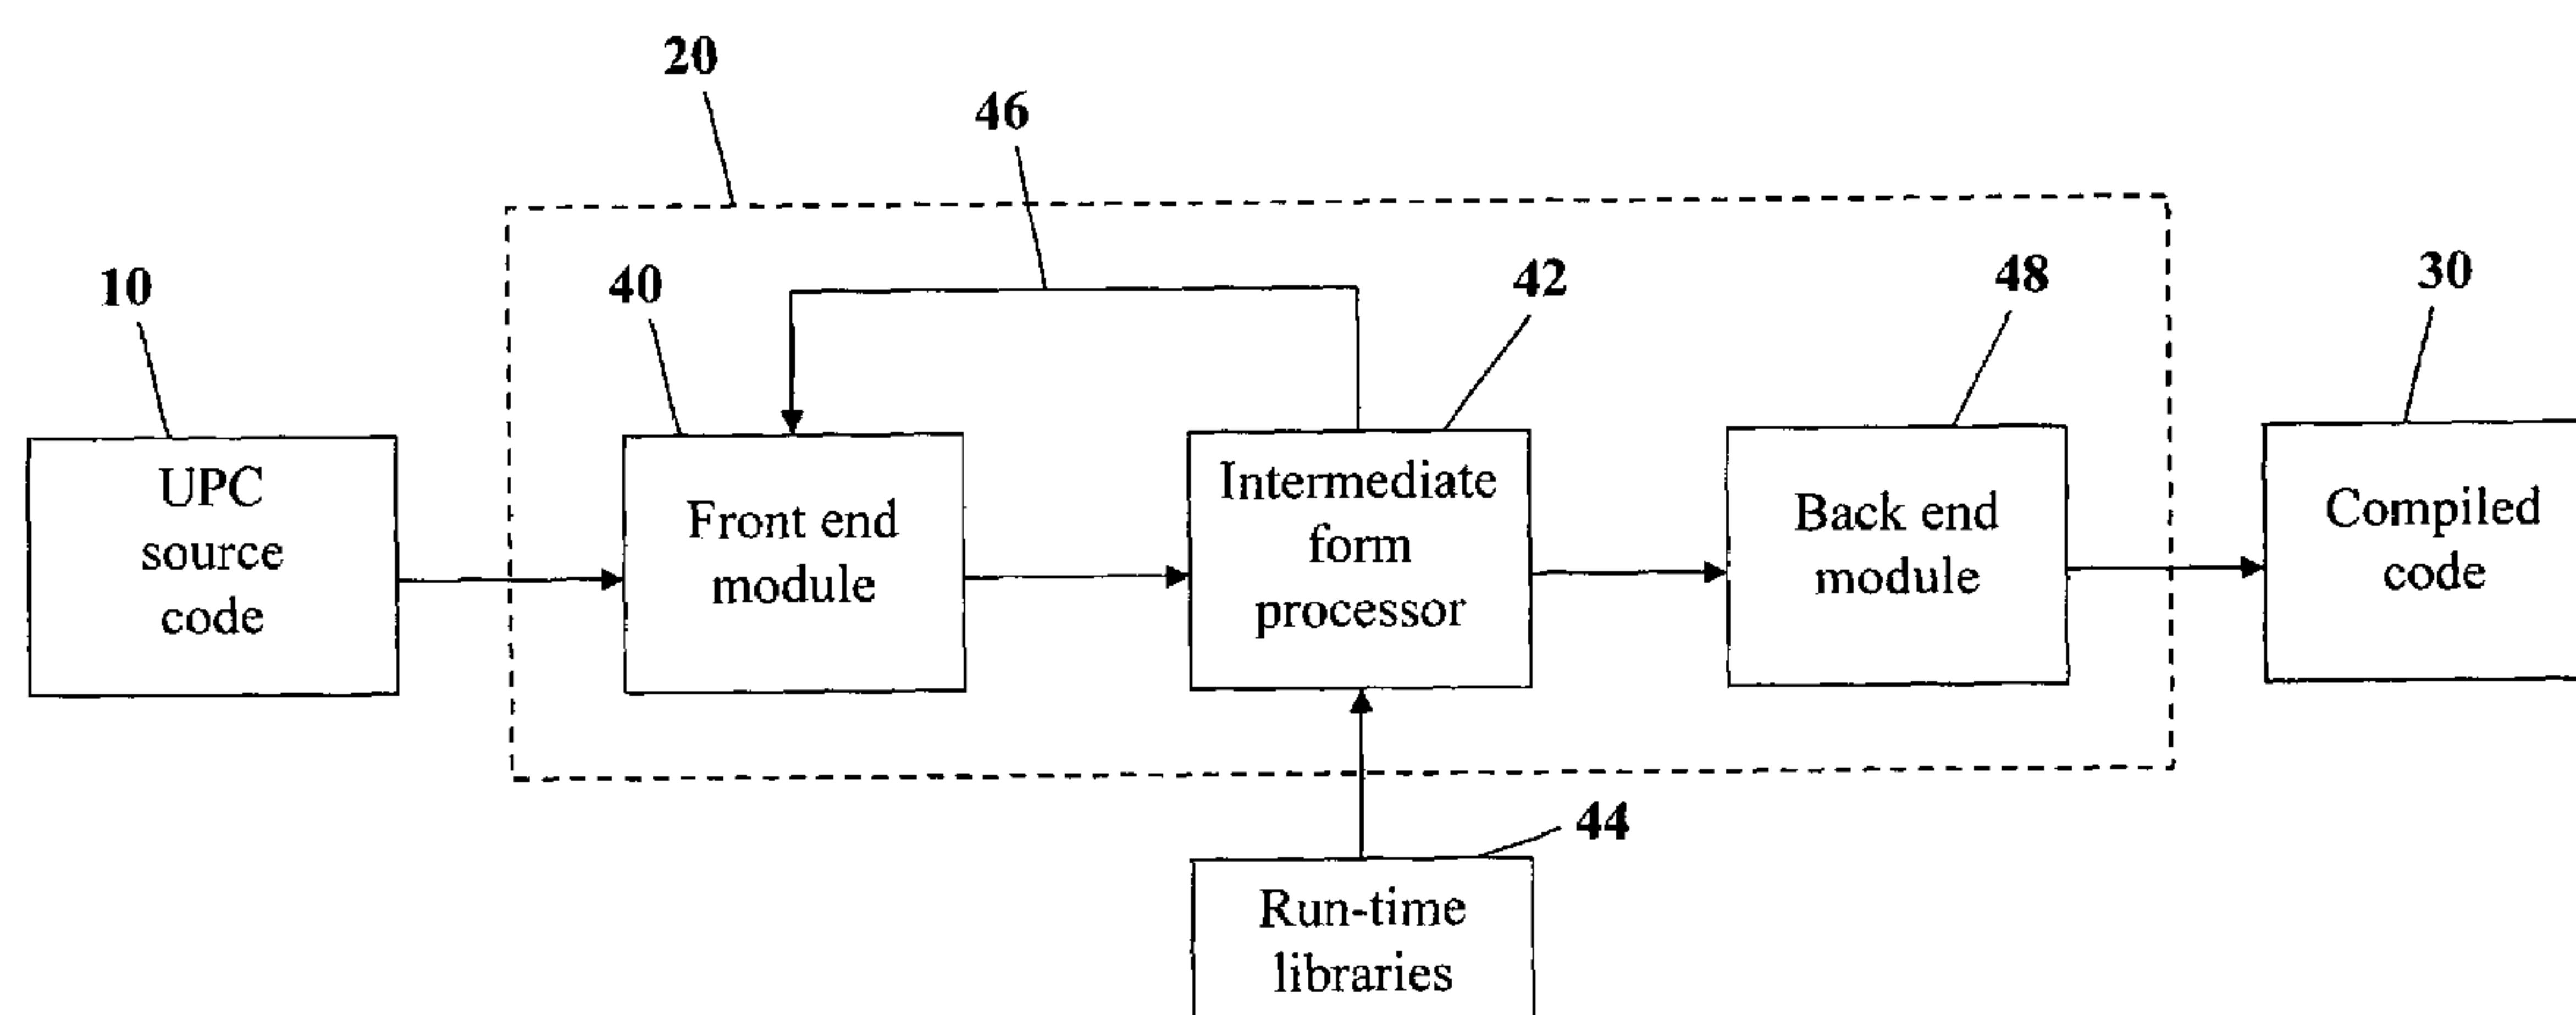 20
46
10
40
42
48
30
UPC
source
code
Front end
module
Intermediate
form
processor
Back end
module
Compiled
code
44
Run-time
libraries